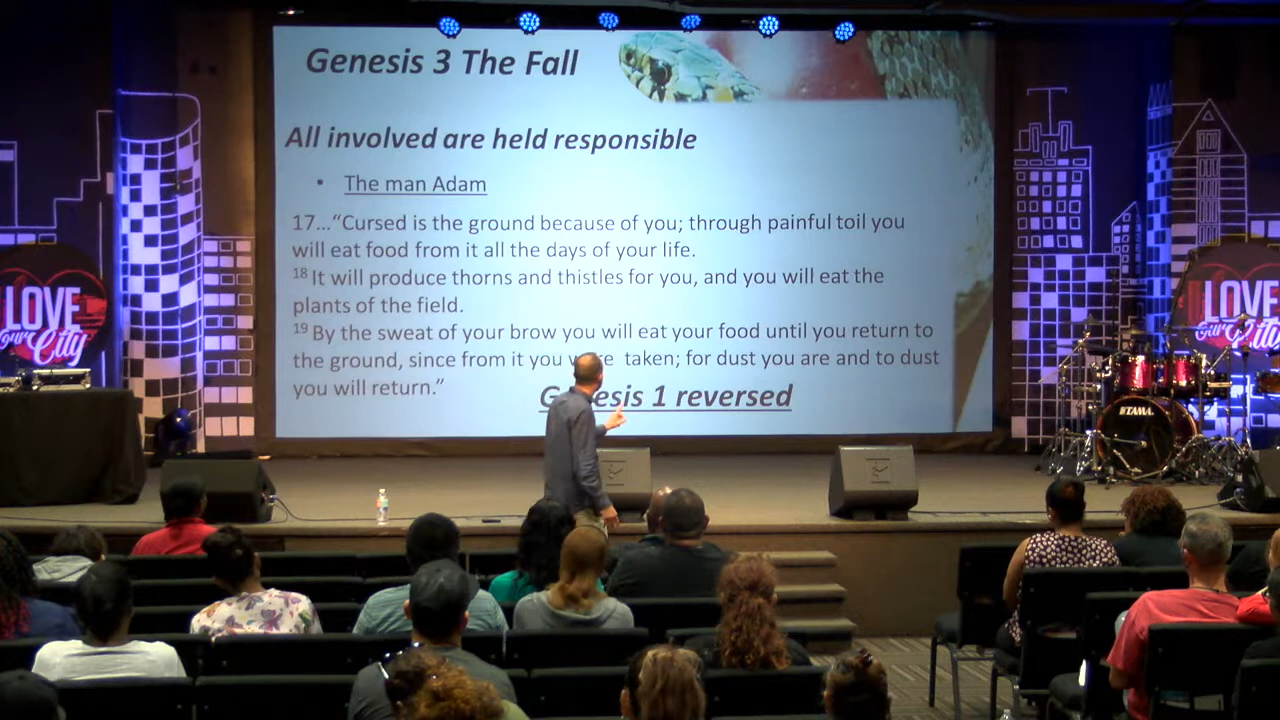 Genesis 3 The Fall
All involved are held responsible
• The man Adam
17...“Cursed is the ground because of you; through painful toil you
will eat food from it all the days of your life.
18 It will produce thorns and thistles for you, and you will eat the
plants of the field.
19 By the sweat of your brow you will eat your food until you return to
the ground, since from it you taken; for dust you are and to dust
you will return.”
1 reversed
LOVE
Our City
LOVE
Our City
TAMA